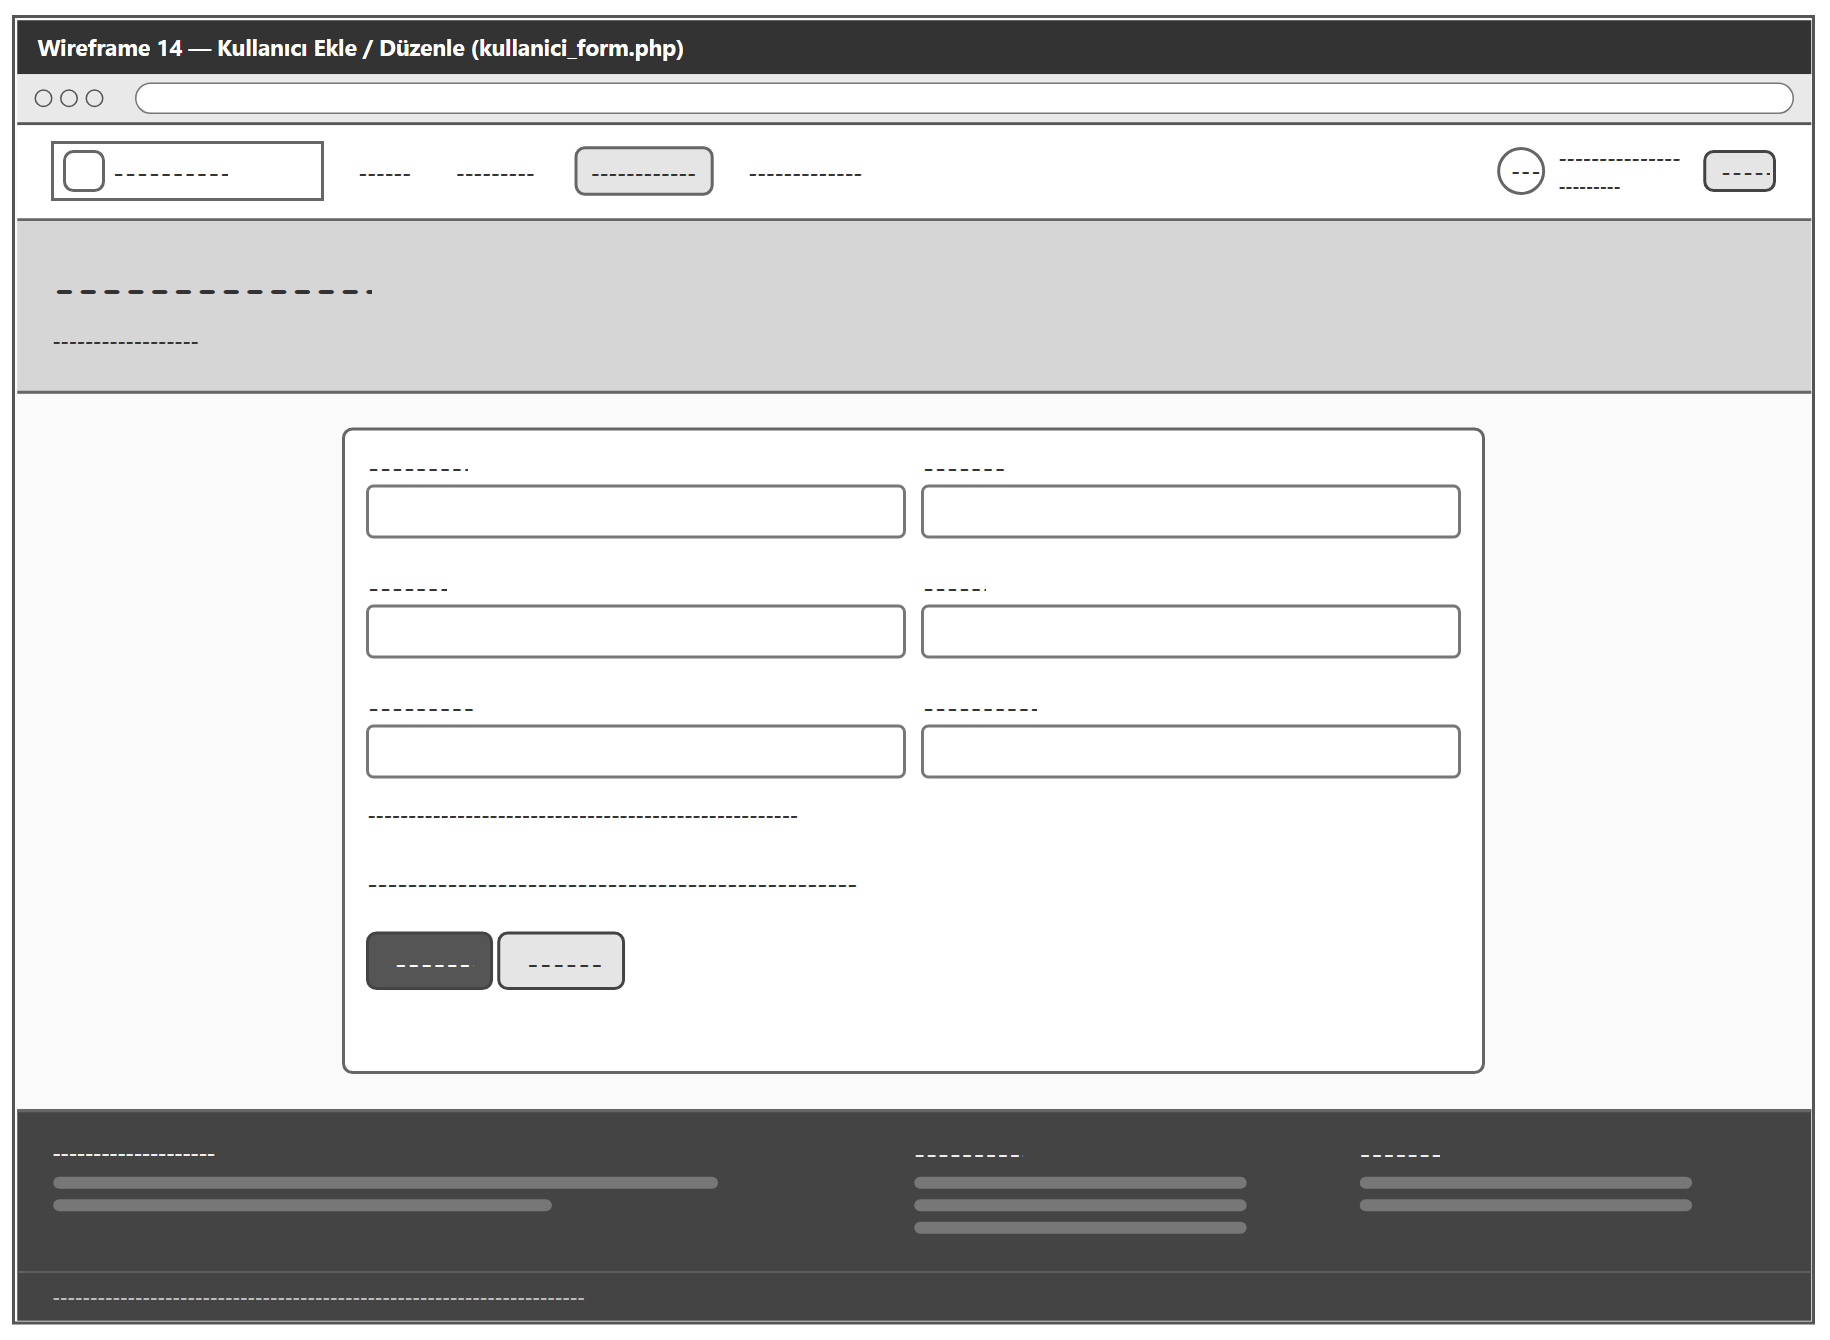 Wireframe 14 — Kullanıcı Ekle / Düzenle (kullanici_form.php)